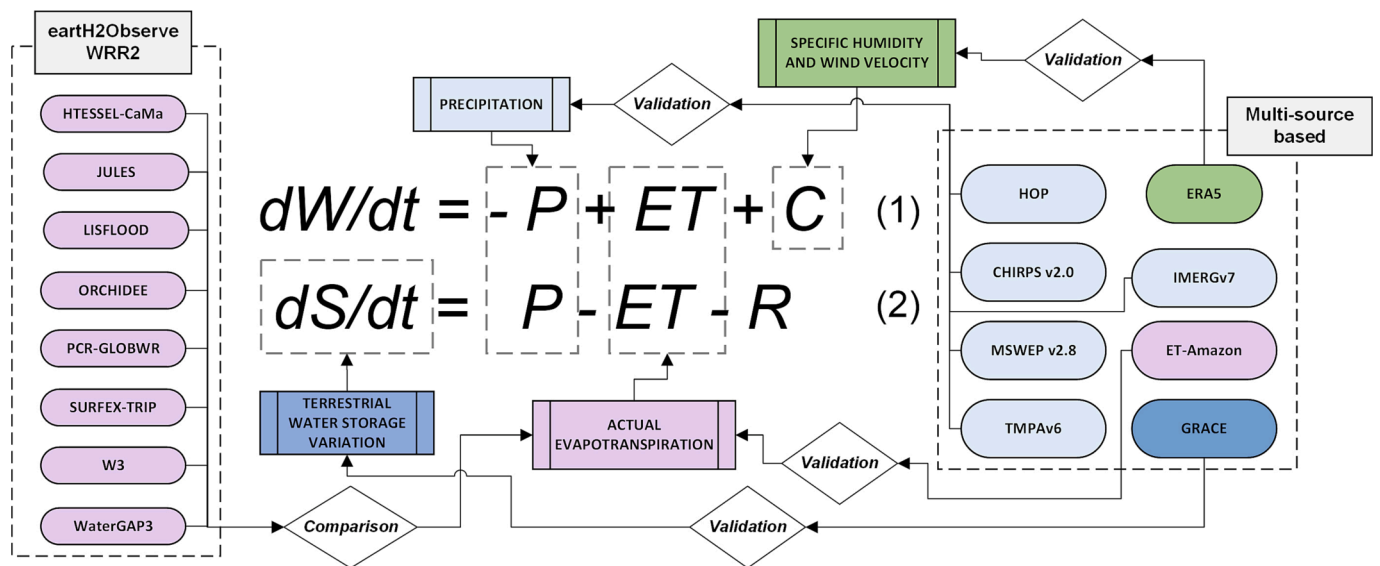 eartH2Observe
WRR2
HTESSEL-CaMa
JULES
LISFLOOD
ORCHIDEE
PCR-GLOBWR
SURFEX-TRIP
W3
WaterGAP3
PRECIPITATION
Validation
SPECIFIC HUMIDITY
AND WIND VELOCITY
Validation
dW/dt = - P + ET + C (1)
dS/dt = P - ET - R (2)
TERRESTRIAL
WATER STORAGE
VARIATION
ACTUAL
EVAPOTRANSPIRATION
Validation
Comparison
Validation
Multi-source
based
HOP
ERA5
CHIRPS v2.0
IMERGv7
MSWEP v2.8
ET-Amazon
TMPAv6
GRACE